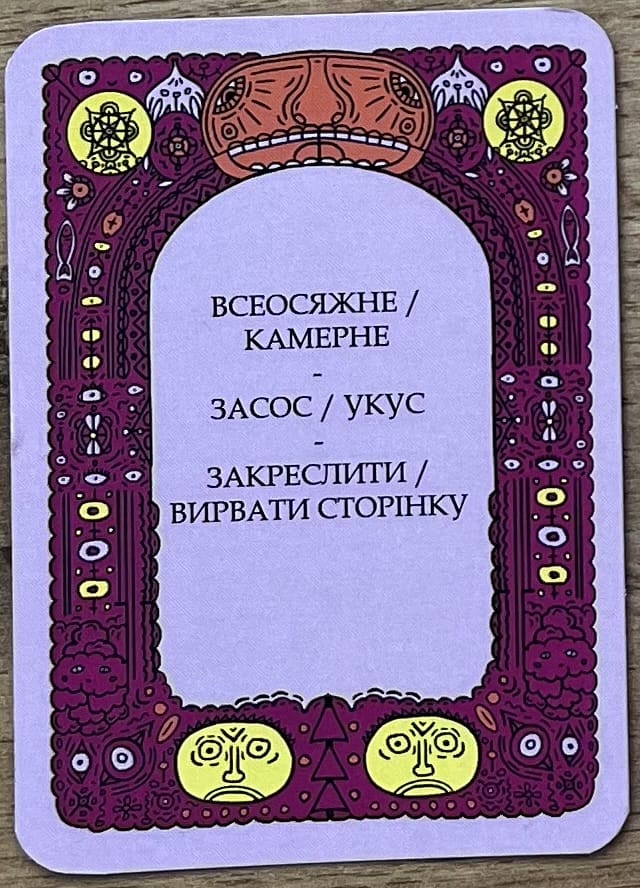 ВСЕОСЯЖНЕ /
КАМЕРНЕ
-
ЗАСОС / УКУС
-
ЗАКРЕСЛИТИ /
ВИРВАТИ СТОРІНКУ